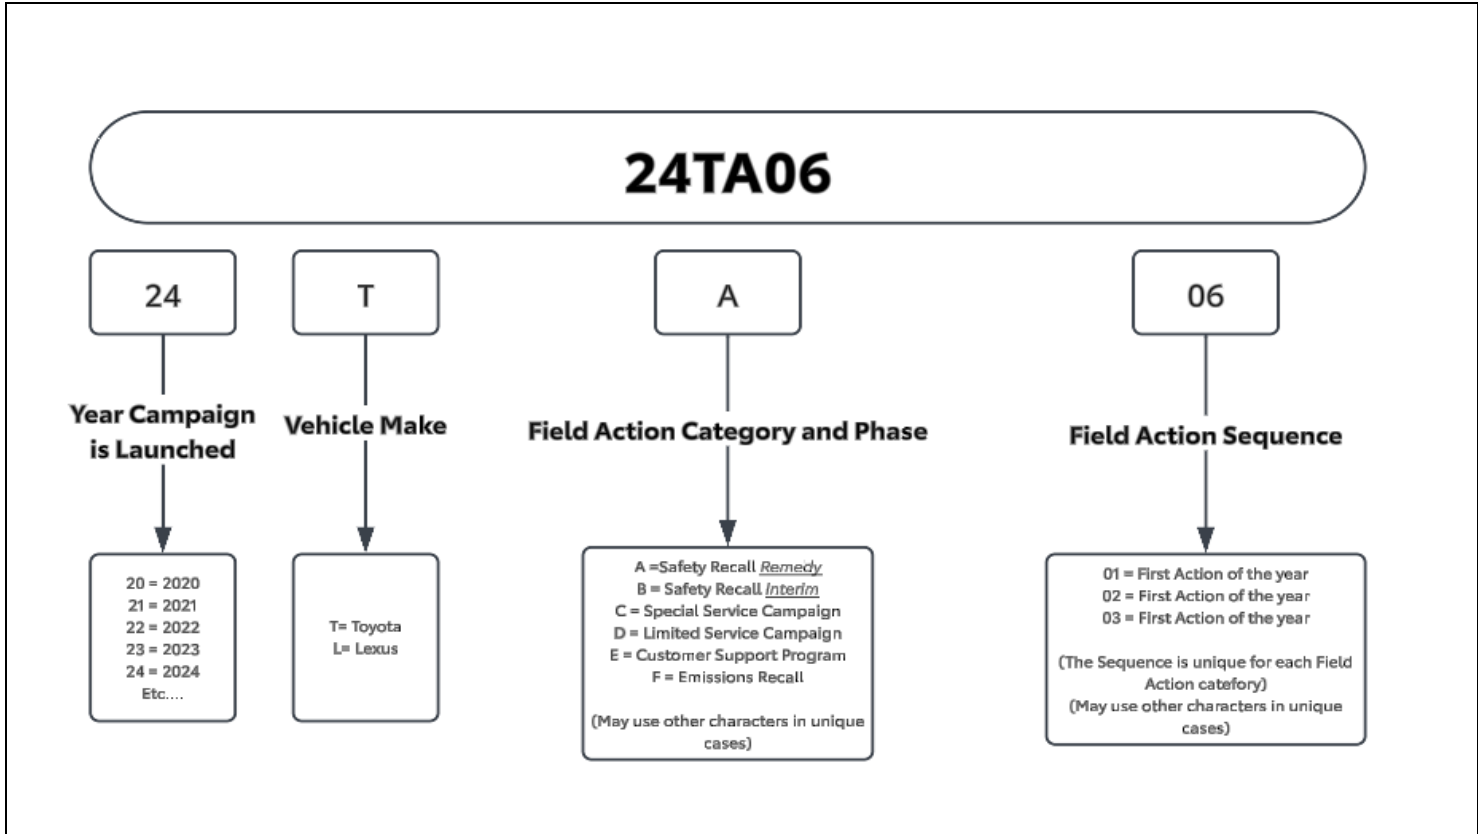 24TA06
24
T
A
06
Year Campaign
is Launched
Vehicle Make
Field Action Category and Phase
Field Action Sequence
20 = 2020
21 = 2021
22 = 2022
23 = 2023
24 = 2024
Etc....
T= Toyota
L= Lexus
A =Safety Recall Remedy
B = Safety Recall Interim
C = Special Service Campaign
D = Limited Service Campaign
E = Customer Support Program
F = Emissions Recall
(May use other characters in unique
cases)
01 = First Action of the year
02 = First Action of the year
03 = First Action of the year
(The Sequence is unique for each Field
Action catefory)
(May use other characters in unique
cases)